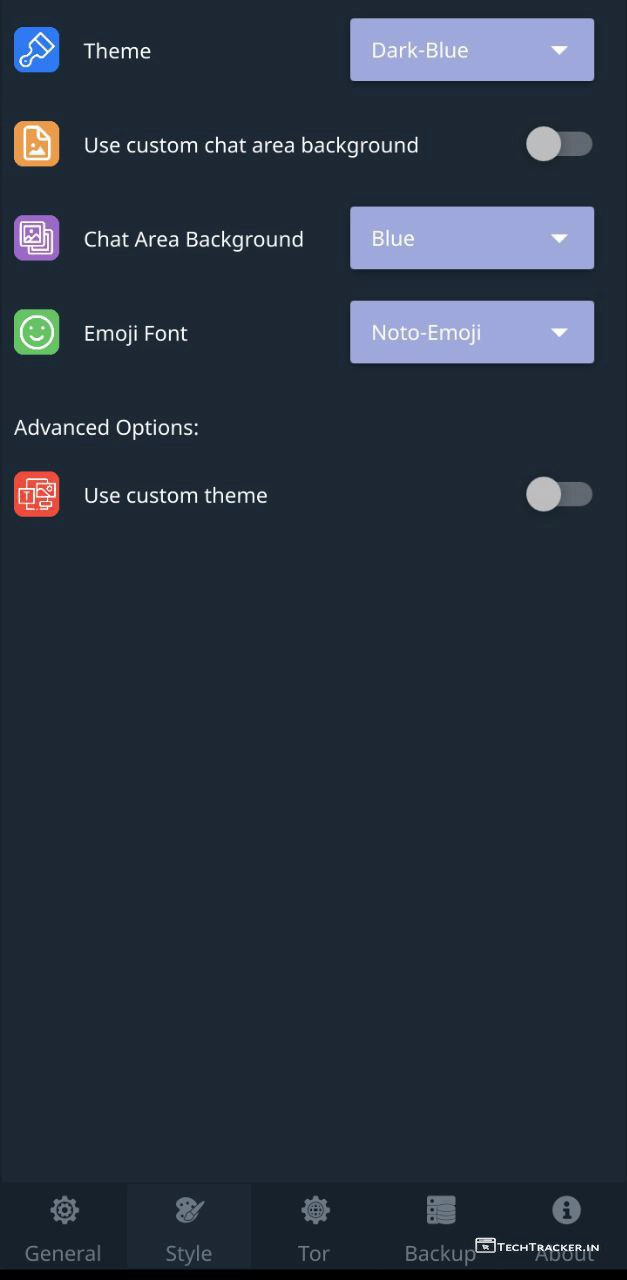 Theme
Dark-Blue
Use custom chat area background
Chat Area Background
Blue
Emoji Font
Noto-Emoji
Advanced Options:
T
Use custom theme
General
Style
Tor
Backup
About
TECHTRACKER.IN